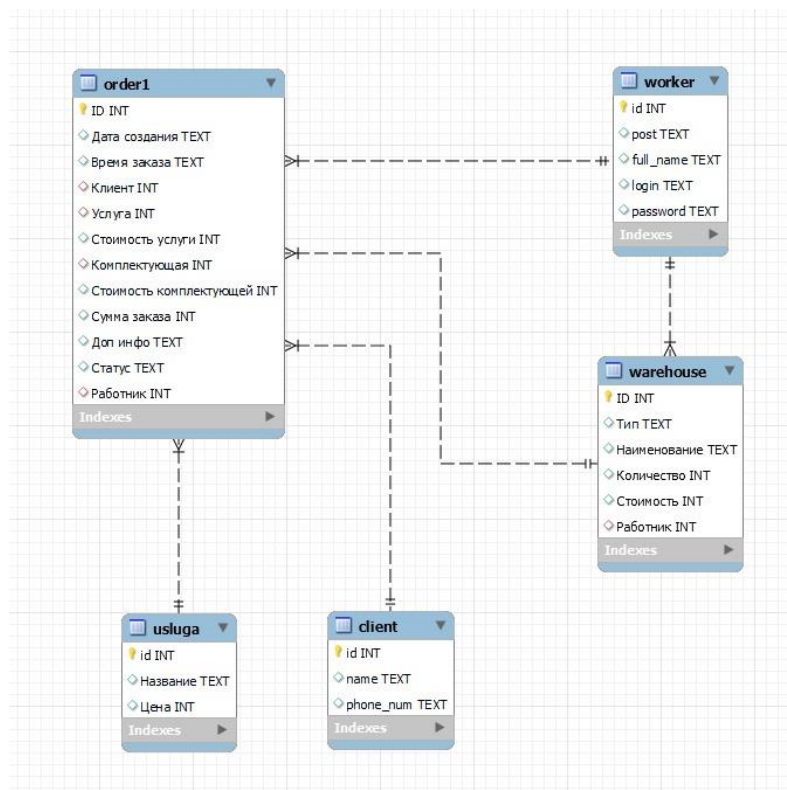 order1
ID INT
Дата создания TEXT
Время заказа TEXT
Клиент INT
Услуга INT
Стоимость услуги INT
Комплектующая INT
Стоимость комплектующей INT
Сумма заказа INT
Доп инфо TEXT
Статус TEXT
Работник INT
Indexes
worker
id INT
post TEXT
full_name TEXT
login TEXT
password TEXT
Indexes
warehouse
ID INT
Тип TEXT
Наименование TEXT
Количество INT
Стоимость INT
Работник INT
Indexes
usluga
id INT
Название TEXT
Цена INT
Indexes
client
id INT
name TEXT
phone_num TEXT
Indexes